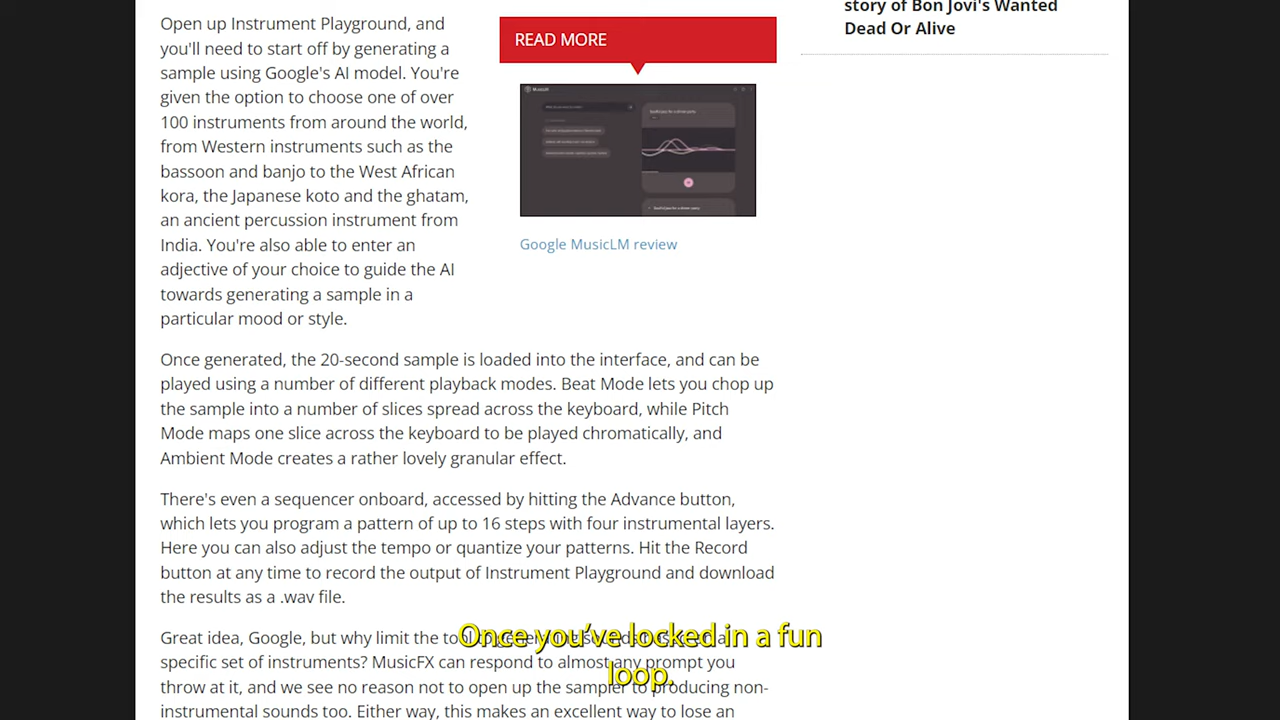 Open up Instrument Playground, and
you'll need to start off by generating a
sample using Google's AI model. You're
given the option to choose one of over
100 instruments from around the world,
from Western instruments such as the
bassoon and banjo to the West African
kora, the Japanese koto and the ghatam,
an ancient percussion instrument from
India. You're also able to enter an
adjective of your choice to guide the AI
towards generating a sample in a
particular mood or style.
READ MORE
MusicFX
Google MusicLM review
story of Bon Jovi's Wanted
Dead Or Alive
Once generated, the 20-second sample is loaded into the interface, and can be
played using a number of different playback modes. Beat Mode lets you chop up
the sample into a number of slices spread across the keyboard, while Pitch
Mode maps one slice across the keyboard to be played chromatically, and
Ambient Mode creates a rather lovely granular effect.
There's even a sequencer onboard, accessed by hitting the Advance button,
which lets you program a pattern of up to 16 steps with four instrumental layers.
Here you can also adjust the tempo or quantize your patterns. Hit the Record
button at any time to record the output of Instrument Playground and download
the results as a .wav file.
Great idea, Google, but why limit the tool to generating sounds a
specific set of instruments? MusicFX can respond to almost any prompt you
throw at it, and we see no reason not to open up the sampler to producing non-
instrumental sounds too. Either way, this makes an excellent way to lose an
Once you've locked in a fun
loop.